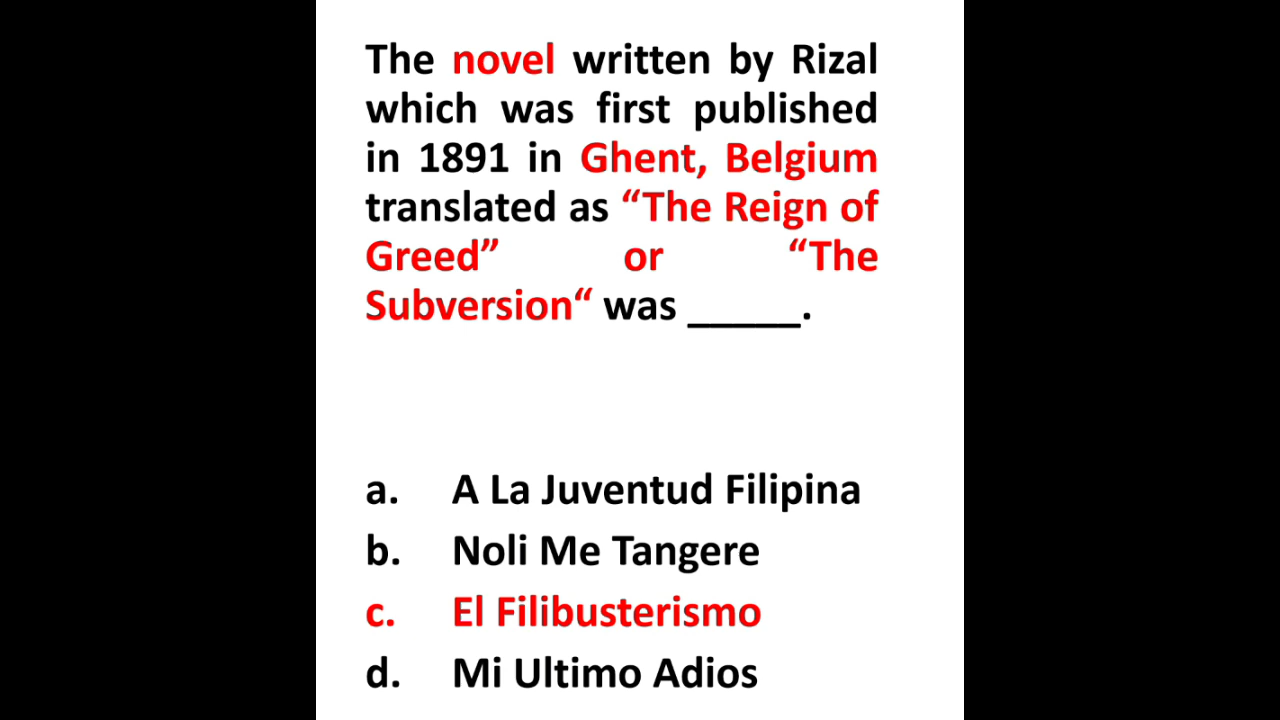 The novel written by Rizal
which was first published
in 1891 in Ghent, Belgium
translated as “The Reign of
Greed” or “The
Subversion“ was _____.
a. A La Juventud Filipina
b. Noli Me Tangere
c. El Filibusterismo
d. Mi Ultimo Adios